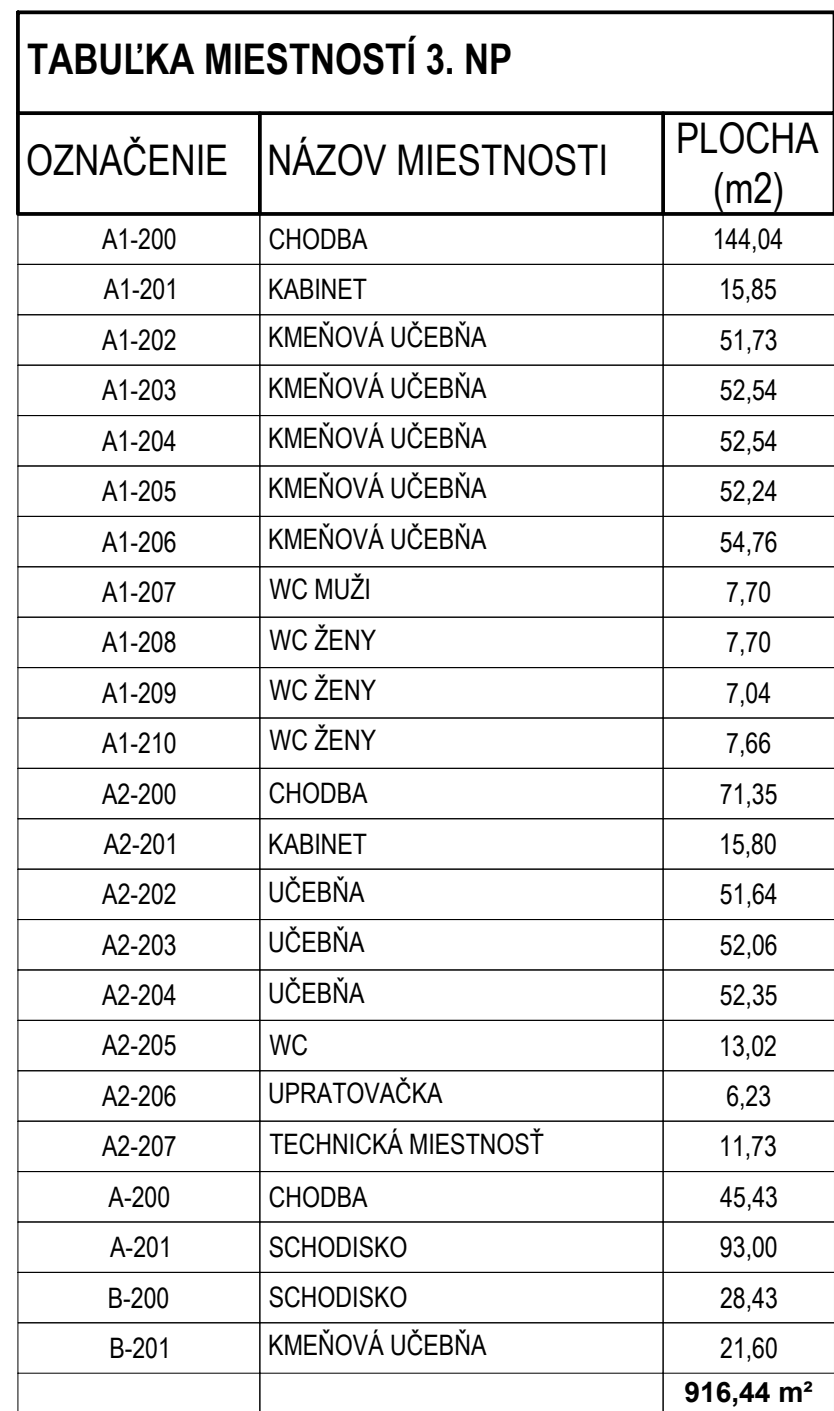 TABUĽKA MIESTNOSTÍ 3. NP
OZNAČENIE NÁZOV MIESTNOSTI PLOCHA (m2)
A1-200 CHODBA 144,04
A1-201 KABINET 15,85
A1-202 KMEŇOVÁ UČEBŇA 51,73
A1-203 KMEŇOVÁ UČEBŇA 52,54
A1-204 KMEŇOVÁ UČEBŇA 52,54
A1-205 KMEŇOVÁ UČEBŇA 52,24
A1-206 KMEŇOVÁ UČEBŇA 54,76
A1-207 WC MUŽI 7,70
A1-208 WC ŽENY 7,70
A1-209 WC ŽENY 7,04
A1-210 WC ŽENY 7,66
A2-200 CHODBA 71,35
A2-201 KABINET 15,80
A2-202 UČEBŇA 51,64
A2-203 UČEBŇA 52,06
A2-204 UČEBŇA 52,35
A2-205 WC 13,02
A2-206 UPRATOVAČKA 6,23
A2-207 TECHNICKÁ MIESTNOSŤ 11,73
A-200 CHODBA 45,43
A-201 SCHODISKO 93,00
B-200 SCHODISKO 28,43
B-201 KMEŇOVÁ UČEBŇA 21,60
916,44 m²